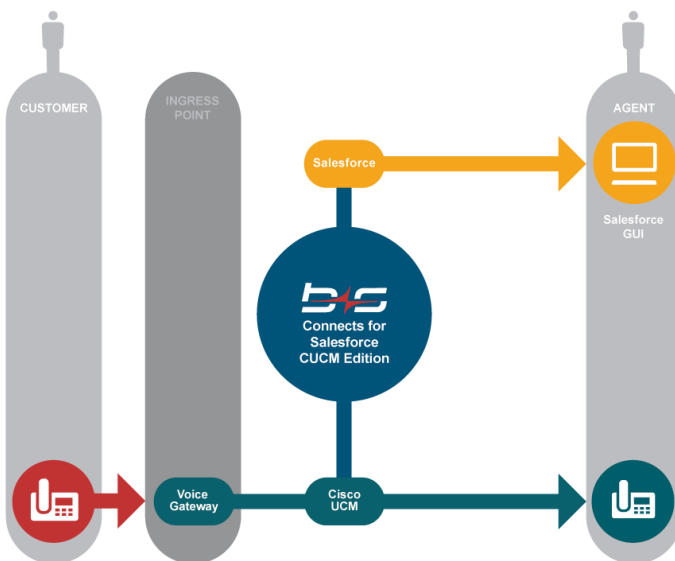 CUSTOMER
INGRESS
POINT
AGENT
Salesforce
Salesforce
GUI
b+s
Connects for
Salesforce
CUCM Edition
Voice
Gateway
Cisco
UCM